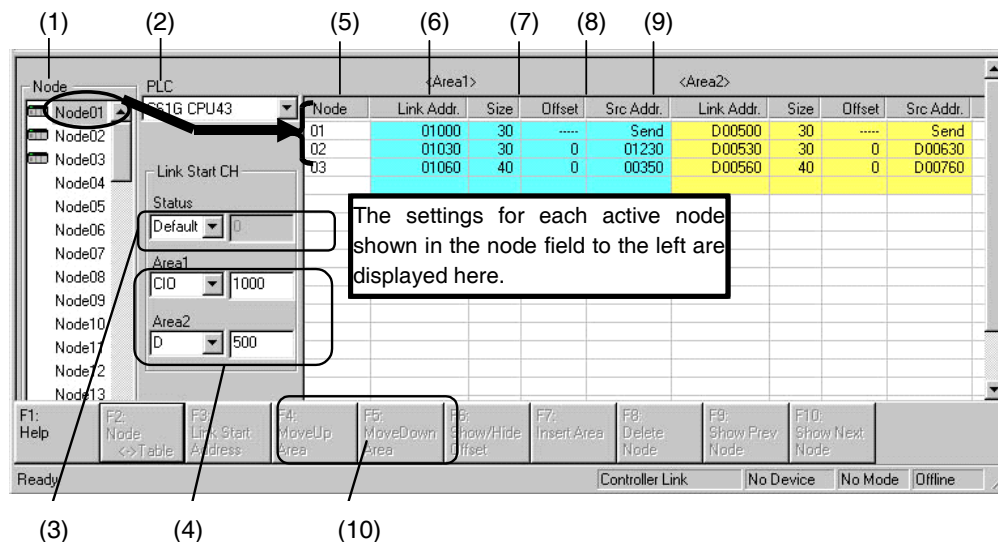 (1) (2) (5) (6) (7) (8) (9)
<Area1> <Area2>
Node PLC
Node01 CS1G CPU43 Node Link Addr. Size Offset Src Addr. Link Addr. Size Offset Src Addr.
Node02 01 01000 30 ----- Send D00500 30 ----- Send
Node03 02 01030 30 0 01230 D00530 30 0 D00630
03 01060 40 0 00350 D00560 40 0 D00760
Node04 Link Start CH
Node05 Status
Node06 Default 0
Node07 Area1
Node08 CIO 1000
Node09
Node10 Area2
Node11 D 500
Node12
Node13
The settings for each active node
shown in the node field to the left are
displayed here.
F1: F2: F3: F4: F5: F6: F7: F8: F9: F10:
Help Node Link Start MoveUp MoveDown Show/Hide Insert Area Delete Show Prev Show Next
<->Table Address Area Area Offset Node Node Node
Ready Controller Link No Device No Mode Offline
(3) (4) (10)